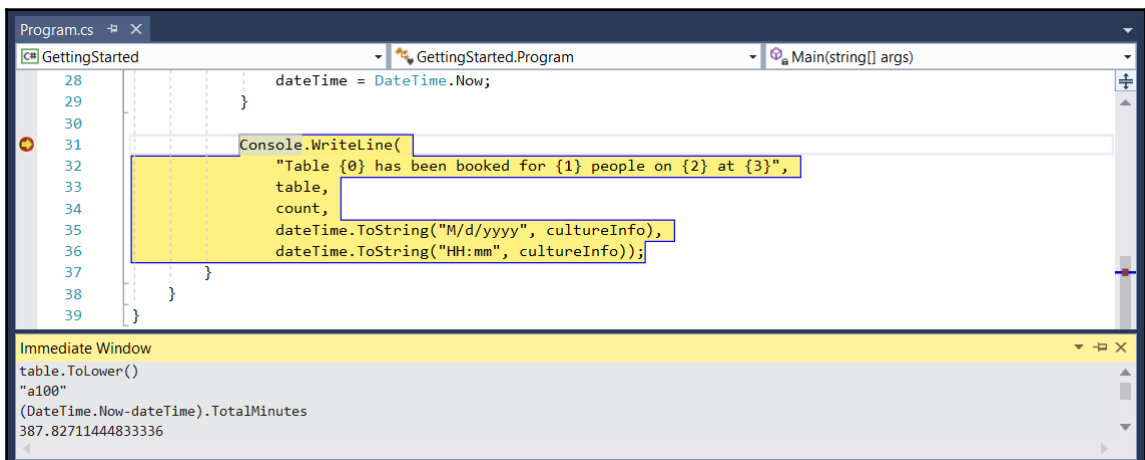 Program.cs
C# GettingStarted GettingStarted.Program Main(string[] args)
28 dateTime = DateTime.Now;
29 }
30
31 Console.WriteLine(
32 "Table {0} has been booked for {1} people on {2} at {3}",
33 table,
34 count,
35 dateTime.ToString("M/d/yyyy", cultureInfo),
36 dateTime.ToString("HH:mm", cultureInfo));
37 }
38 }
39 }
Immediate Window
table.ToLower()
"a100"
(DateTime.Now-dateTime).TotalMinutes
387.82711444833336